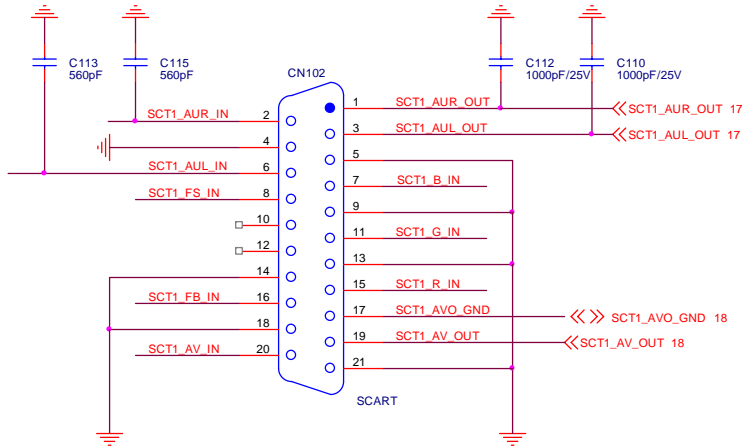 C113
560pF
C115
560pF
C112
1000pF/25V
C110
1000pF/25V
CN102
1
SCT1_AUR_OUT
SCT1_AUR_OUT 17
SCT1_AUR_IN
2
3
SCT1_AUL_OUT
SCT1_AUL_OUT 17
4
5
SCT1_AUL_IN
6
7
SCT1_B_IN
SCT1_FS_IN
8
9
10
11
SCT1_G_IN
12
13
14
15
SCT1_R_IN
SCT1_FB_IN
16
17
SCT1_AVO_GND
SCT1_AVO_GND 18
18
19
SCT1_AV_OUT
SCT1_AV_OUT 18
SCT1_AV_IN
20
21
SCART